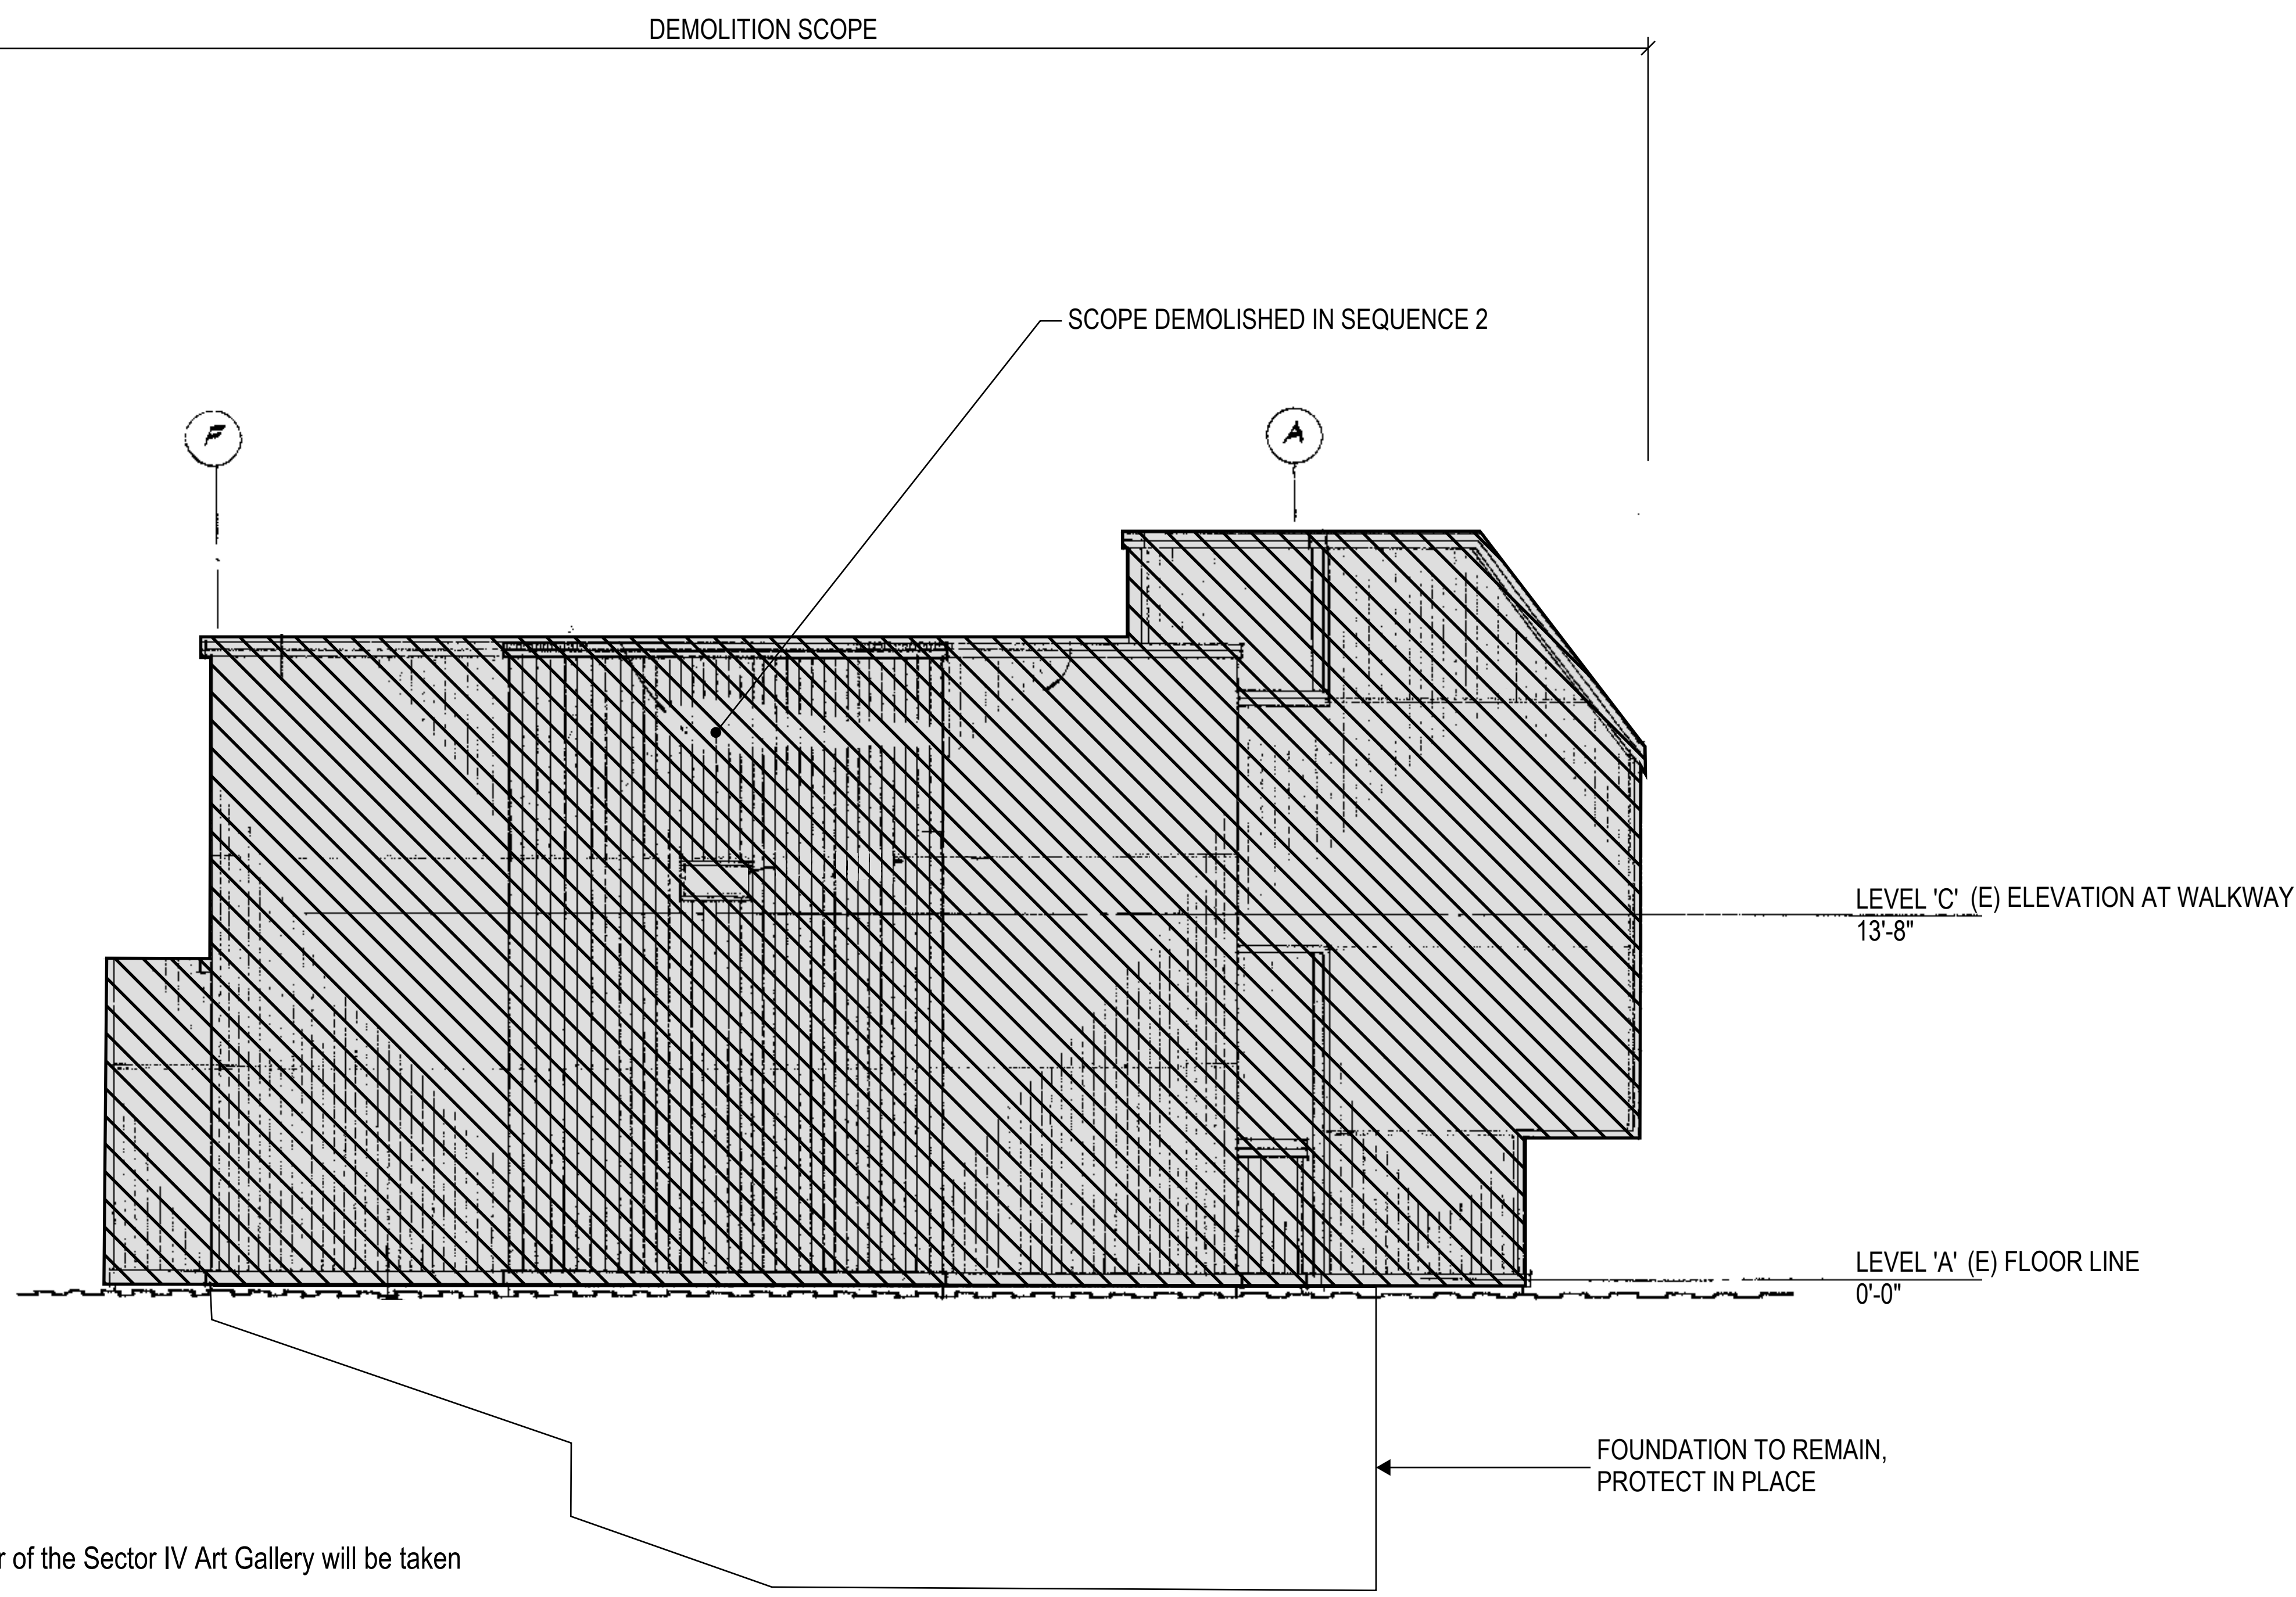 DEMOLITION SCOPE
SCOPE DEMOLISHED IN SEQUENCE 2
F
A
LEVEL 'C' (E) ELEVATION AT WALKWAY
13'-8"
LEVEL 'A' (E) FLOOR LINE
0'-0"
FOUNDATION TO REMAIN,
PROTECT IN PLACE
of the Sector IV Art Gallery will be taken